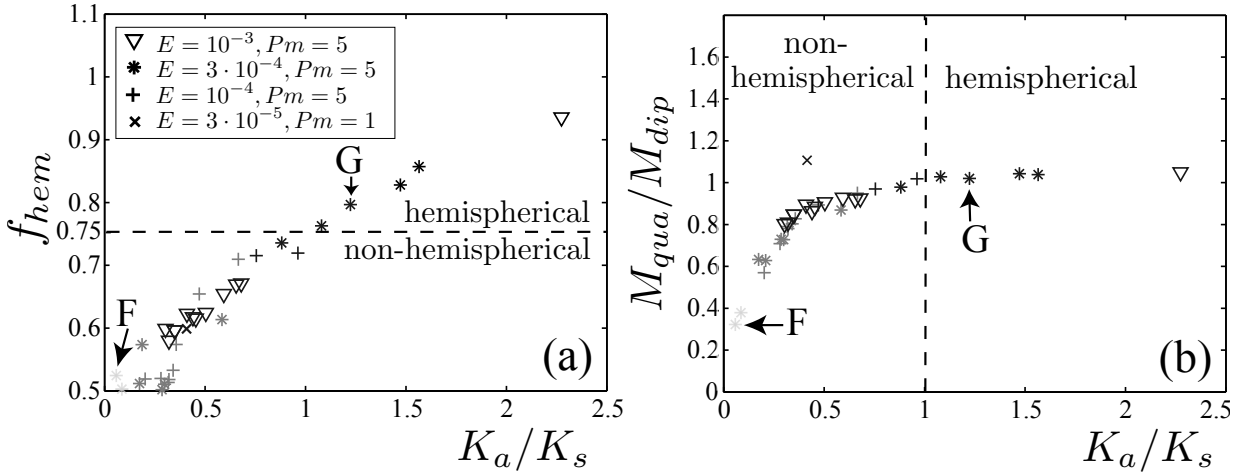 1.1
1
0.9
0.8
0.75
0.7
0.6
0.5
f_{hem}
E = 10^{-3}, Pm = 5
E = 3 · 10^{-4}, Pm = 5
E = 10^{-4}, Pm = 5
E = 3 · 10^{-5}, Pm = 1
G
hemispherical
non-hemispherical
F
(a)
0 0.5 1 1.5 2 2.5
K_a/K_s
1.6
1.4
1.2
1
0.8
0.6
0.4
0.2
0
M_{qua}/M_{dip}
non-
hemispherical
hemispherical
G
F
(b)
0 0.5 1 1.5 2 2.5
K_a/K_s